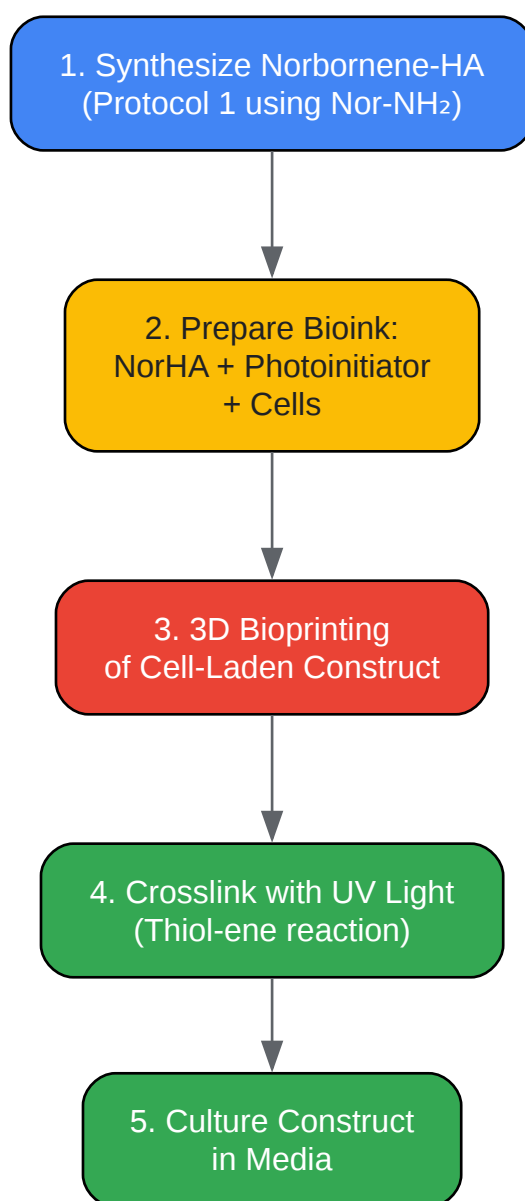 1. Synthesize Norbornene-HA
(Protocol 1 using Nor-NH₂)
2. Prepare Bioink:
NorHA + Photoinitiator
+ Cells
3. 3D Bioprinting
of Cell-Laden Construct
4. Crosslink with UV Light
(Thiol-ene reaction)
5. Culture Construct
in Media